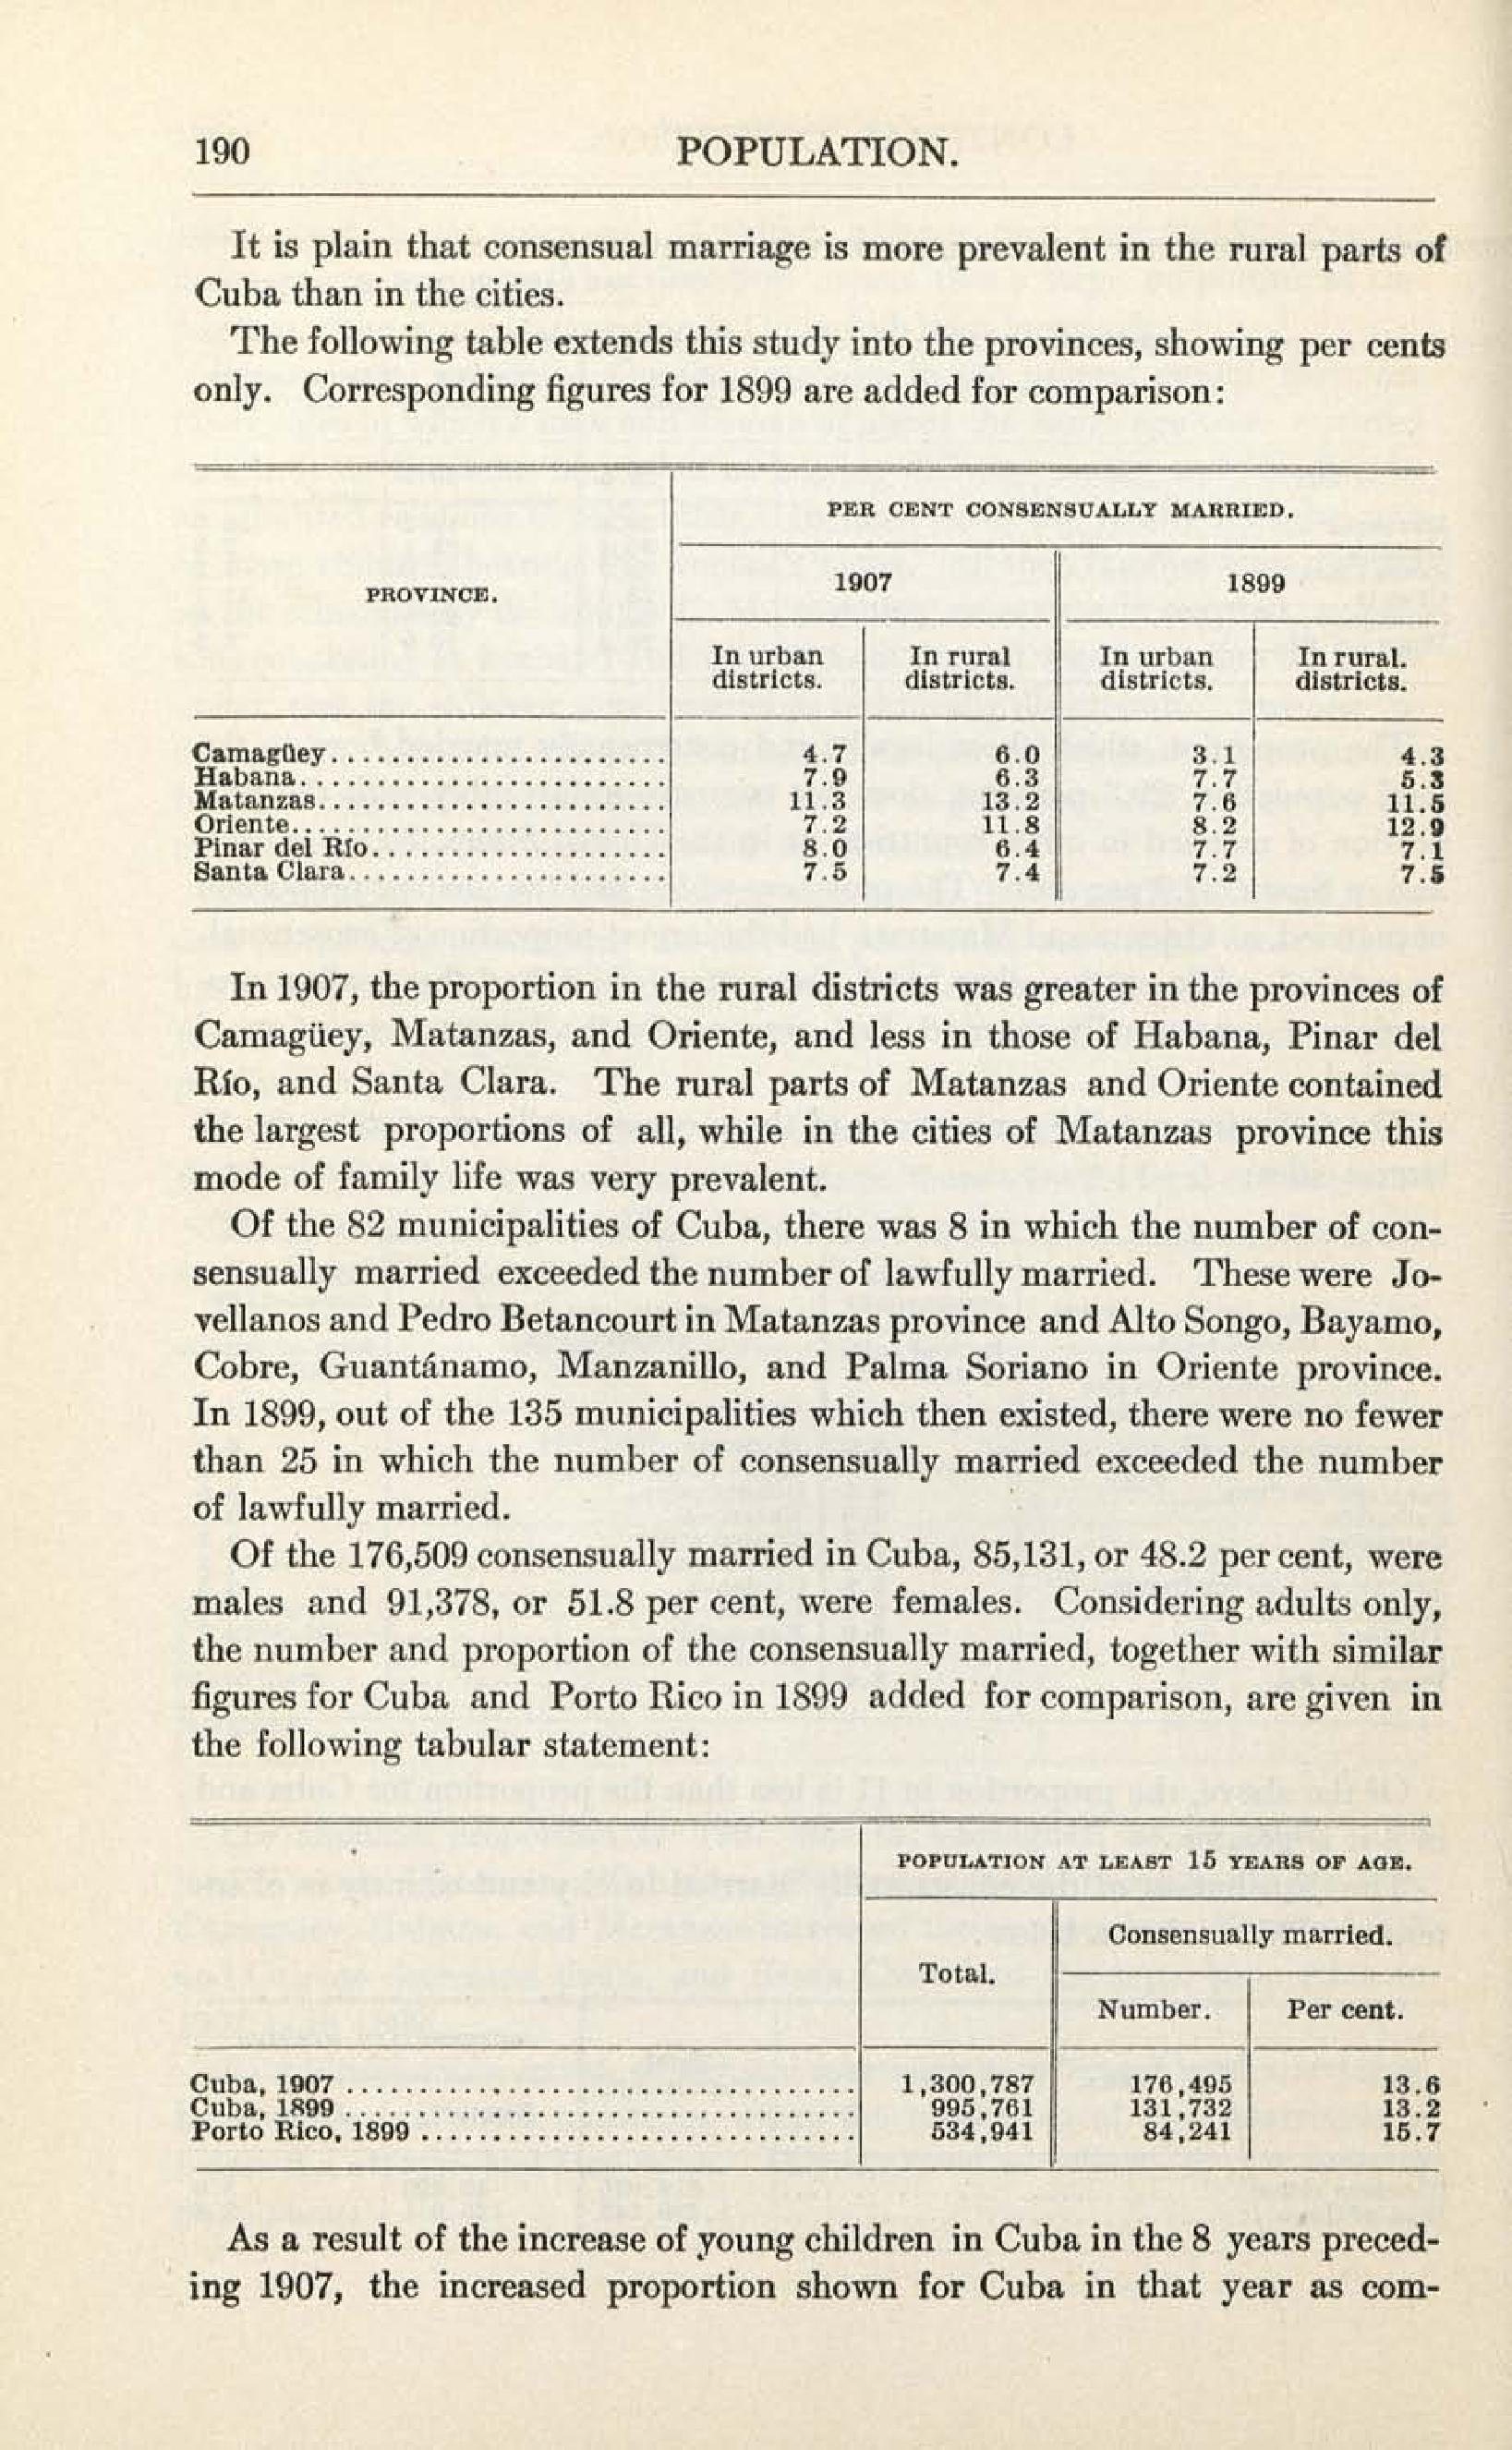 190 POPULATION.
It is plain that consensual marriage is more prevalent in the rural parts of
Cuba than in the cities.
The following table extends this study into the provinces, showing per cents
only. Corresponding figures for 1899 are added for comparison:
PER CENT CONSENSUALLY MARRIED.
PROVINCE. 1907 1899
In urban districts. In rural districts. In urban districts. In rural. districts.
Camagüey........................ 4.7 6.0 3.1 4.3
Habana.......................... 7.9 6.3 7.7 5.3
Matanzas........................ 11.3 13.2 7.6 11.5
Oriente.......................... 7.2 11.8 8.2 12.9
Pinar del Río..................... 8.0 6.4 7.7 7.1
Santa Clara...................... 7.5 7.4 7.2 7.5
In 1907, the proportion in the rural districts was greater in the provinces of
Camagüey, Matanzas, and Oriente, and less in those of Habana, Pinar del
Río, and Santa Clara. The rural parts of Matanzas and Oriente contained
the largest proportions of all, while in the cities of Matanzas province this
mode of family life was very prevalent.
Of the 82 municipalities of Cuba, there was 8 in which the number of con-
sensually married exceeded the number of lawfully married. These were Jo-
vellanos and Pedro Betancourt in Matanzas province and Alto Songo, Bayamo,
Cobre, Guantánamo, Manzanillo, and Palma Soriano in Oriente province.
In 1899, out of the 135 municipalities which then existed, there were no fewer
than 25 in which the number of consensually married exceeded the number
of lawfully married.
Of the 176,509 consensually married in Cuba, 85,131, or 48.2 per cent, were
males and 91,378, or 51.8 per cent, were females. Considering adults only,
the number and proportion of the consensually married, together with similar
figures for Cuba and Porto Rico in 1899 added for comparison, are given in
the following tabular statement:
POPULATION AT LEAST 15 YEARS OF AGE.
Consensually married.
Total.
Number. Per cent.
Cuba, 1907 .................................... 1,300,787 176,495 13.6
Cuba, 1899 .................................... 995,761 131,732 13.2
Porto Rico, 1899 ............................... 534,941 84,241 15.7
As a result of the increase of young children in Cuba in the 8 years preced-
ing 1907, the increased proportion shown for Cuba in that year as com-